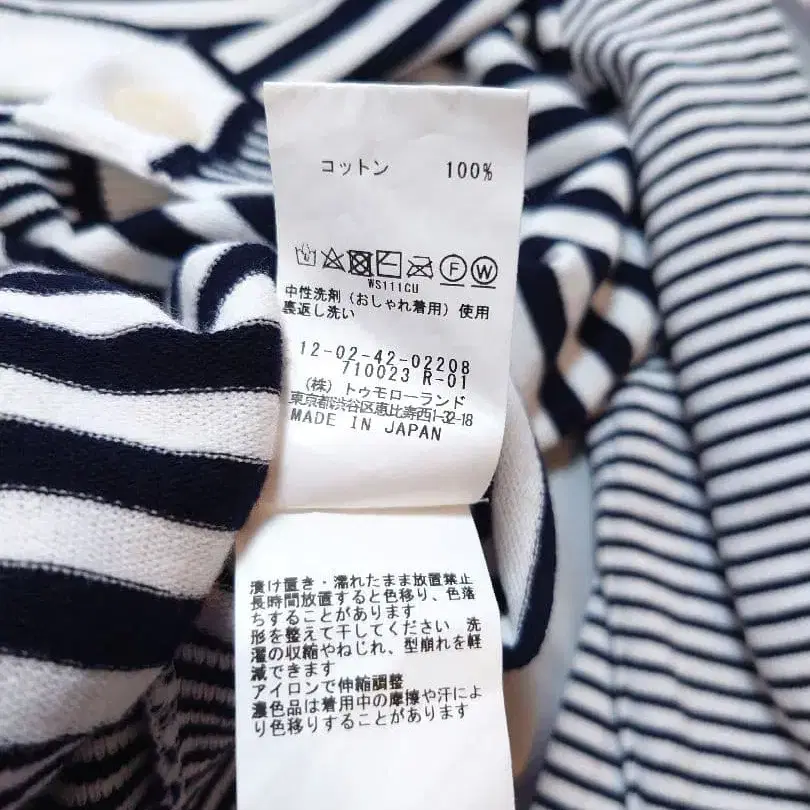 コットン 100%
F W
WS111CU
中性洗剤(おしゃれ着用)使用
裏返し洗い
12-02-42-02208
710023 R-01
(株)トゥモローランド
東京都渋谷区恵比寿西1-32-18
MADE IN JAPAN
漬け置き・濡れたまま放置禁止
長時間放置すると色移り、色落
ちすることがあります
形を整えて干してください 洗
濯の収縮やねじれ、型崩れを軽
減できます
アイロンで伸縮調整
濃色品は着用中の摩擦や汗によ
り色移りすることがあります